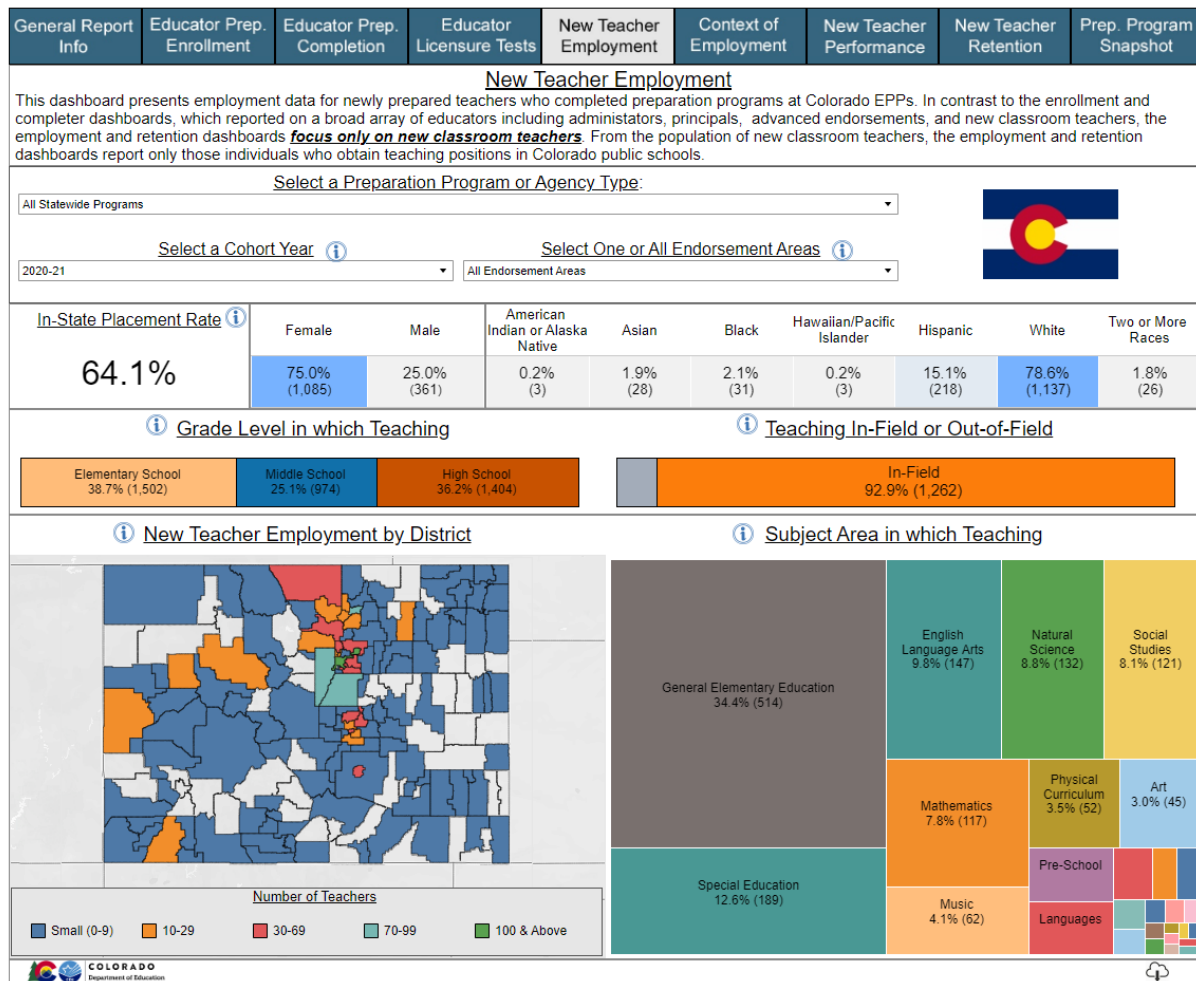 General Report Info
Educator Prep. Enrollment
Educator Prep. Completion
Educator Licensure Tests
New Teacher Employment
Context of Employment
New Teacher Performance
New Teacher Retention
Prep. Program Snapshot
New Teacher Employment
This dashboard presents employment data for newly prepared teachers who completed preparation programs at Colorado EPPs. In contrast to the enrollment and
completer dashboards, which reported on a broad array of educators including administators, principals, advanced endorsements, and new classroom teachers, the
employment and retention dashboards focus only on new classroom teachers. From the population of new classroom teachers, the employment and retention
dashboards report only those individuals who obtain teaching positions in Colorado public schools.
Select a Preparation Program or Agency Type:
All Statewide Programs
Select a Cohort Year
Select One or All Endorsement Areas
2020-21
All Endorsement Areas
In-State Placement Rate
64.1%
Female
Male
American
Indian or Alaska
Native
Asian
Black
Hawaiian/Pacific
Islander
Hispanic
White
Two or More
Races
75.0%
(1,085)
25.0%
(361)
0.2%
(3)
1.9%
(28)
2.1%
(31)
0.2%
(3)
15.1%
(218)
78.6%
(1,137)
1.8%
(26)
Grade Level in which Teaching
Teaching In-Field or Out-of-Field
Elementary School
38.7% (1,502)
Middle School
25.1% (974)
High School
36.2% (1,404)
In-Field
92.9% (1,262)
New Teacher Employment by District
Subject Area in which Teaching
General Elementary Education
34.4% (514)
Special Education
12.6% (189)
English
Language Arts
9.8% (147)
Natural
Science
8.8% (132)
Social
Studies
8.1% (121)
Mathematics
7.8% (117)
Physical
Curriculum
3.5% (52)
Art
3.0% (45)
Music
4.1% (62)
Pre-School
Languages
Number of Teachers
Small (0-9)
10-29
30-69
70-99
100 & Above
COLORADO
Department of Education